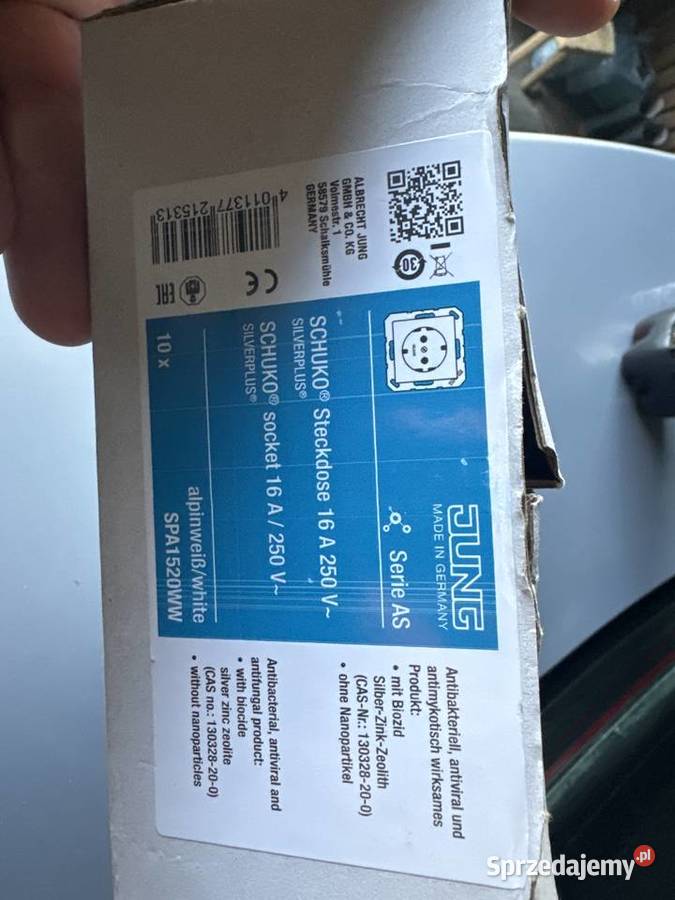 ALBRECHT JUNG
GMBH & CO. KG
Volmestr. 1
58579 Schalksmühle
GERMANY
4 011377 215313
30
CE
EAC
JUNG
MADE IN GERMANY
Serie AS
SCHUKO® Steckdose 16 A 250 V~
SILVERPLUS®
SCHUKO® socket 16 A / 250 V~
SILVERPLUS®
10 x
alpinweiß/white
SPA1520WW
Antibakteriell, antiviral und
antimykotisch wirksames
Produkt:
• mit Biozid
Silber-Zink-Zeolith
(CAS-Nr.: 130328-20-0)
• ohne Nanopartikel
Antibacterial, antiviral and
antifungal product:
• with biocide
silver zinc zeolite
(CAS no.: 130328-20-0)
• without nanoparticles
Sprzedajemy.pl